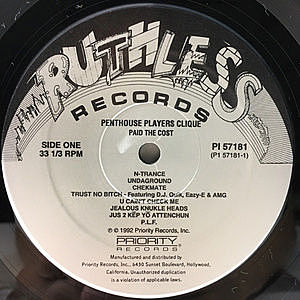 RUTHLESS
RECORDS
PENTHOUSE PLAYERS CLIQUE
PAID THE COST
SIDE ONE
33 1/3 RPM
PI 57181
(P1 57181-1)
N-TRANCE
UNDAGROUND
CHEKMATE
TRUST NO BITCH - Featuring D.J. Quik, Eazy-E & AMG
U CAIN'T CHECK ME
JEALOUS KNUKLE HEADS
JUS 2 KEP YO ATTENCHUN
P.L.F.
℗ © 1992 Priority Records, Inc.
PRIORITY
RECORDS
Manufactured and distributed by
Priority Records, Inc., 6430 Sunset Boulevard, Hollywood,
California. Unauthorized duplication
is a violation of applicable laws.